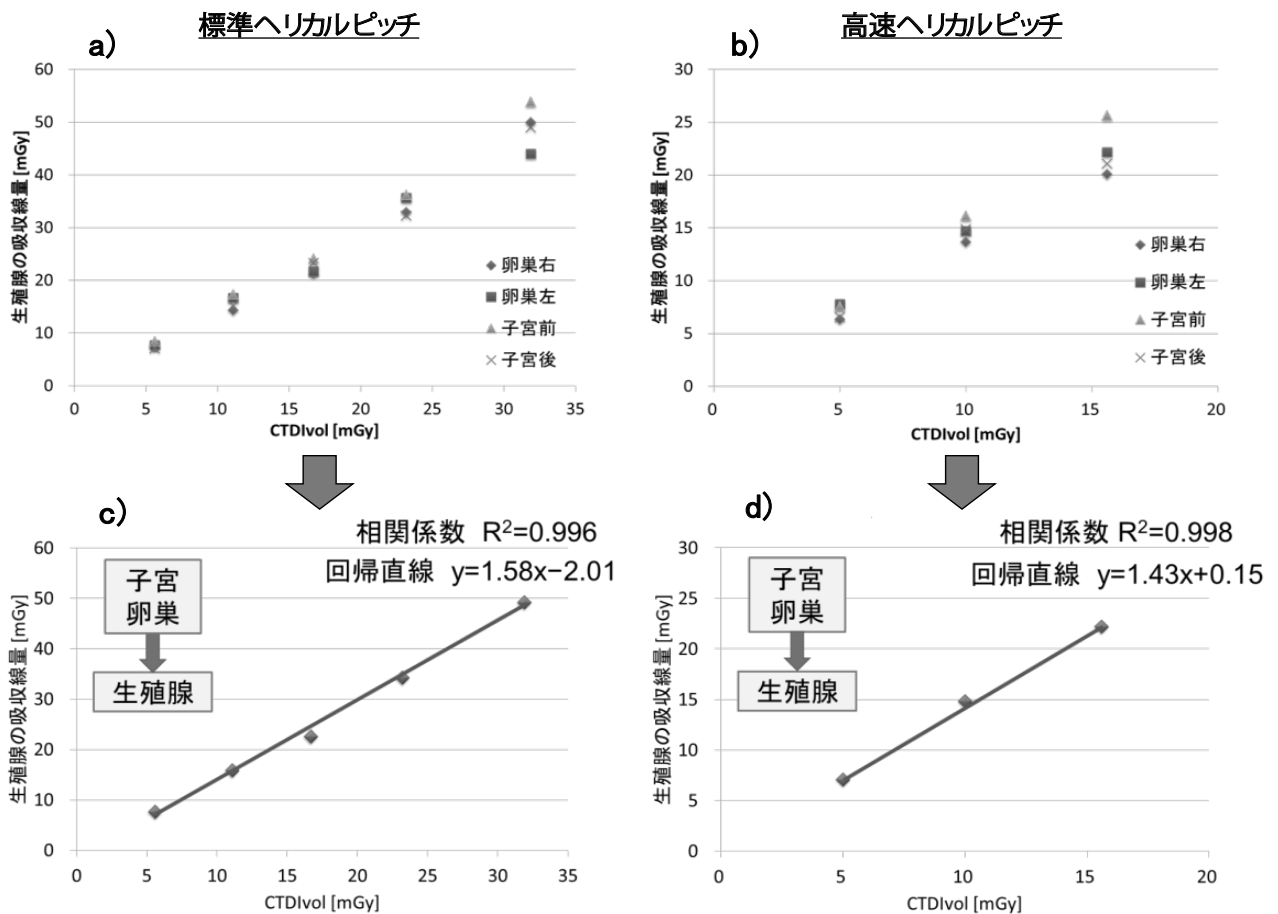 標準ヘリカルピッチ
a)
60
50
40
30
20
10
0
0 5 10 15 20 25 30 35
生殖腺の吸収線量 [mGy]
CTDIvol [mGy]
卵巣右
卵巣左
子宮前
子宮後
高速ヘリカルピッチ
b)
30
25
20
15
10
5
0
0 5 10 15 20
生殖腺の吸収線量 [mGy]
CTDIvol [mGy]
卵巣右
卵巣左
子宮前
子宮後
c)
相関係数 R²=0.996
回帰直線 y=1.58x−2.01
子宮
卵巣
生殖腺
60
50
40
30
20
10
0
0 5 10 15 20 25 30 35
生殖腺の吸収線量 [mGy]
CTDIvol [mGy]
d)
相関係数 R²=0.998
回帰直線 y=1.43x+0.15
子宮
卵巣
生殖腺
30
25
20
15
10
5
0
0 5 10 15 20
生殖腺の吸収線量 [mGy]
CTDIvol [mGy]